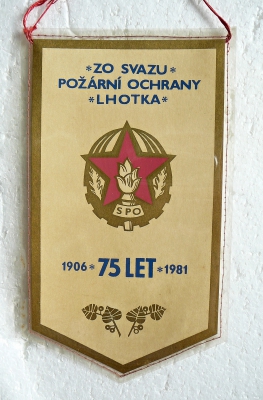 *ZO SVAZU*
POŽÁRNÍ OCHRANY
*LHOTKA*
SPO
1906*75 LET*1981